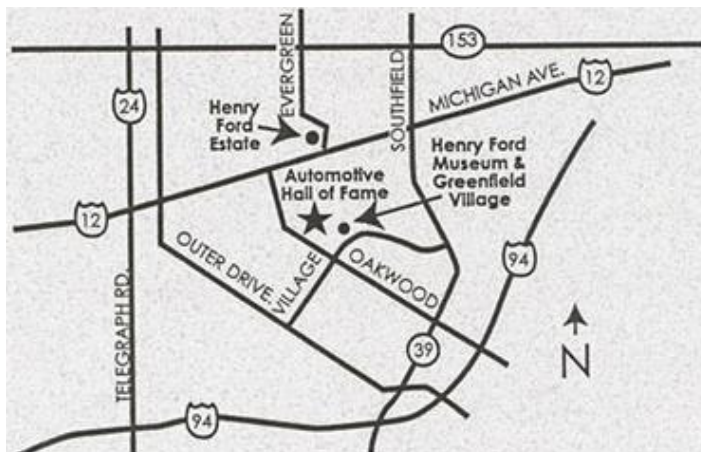 153
EVERGREEN
SOUTHFIELD
MICHIGAN AVE.
12
24
Henry
Ford
Estate
Henry Ford
Museum &
Greenfield
Village
Automotive
Hall of Fame
12
OUTER DRIVE.
VILLAGE
OAKWOOD
94
TELEGRAPH RD.
39
N
94